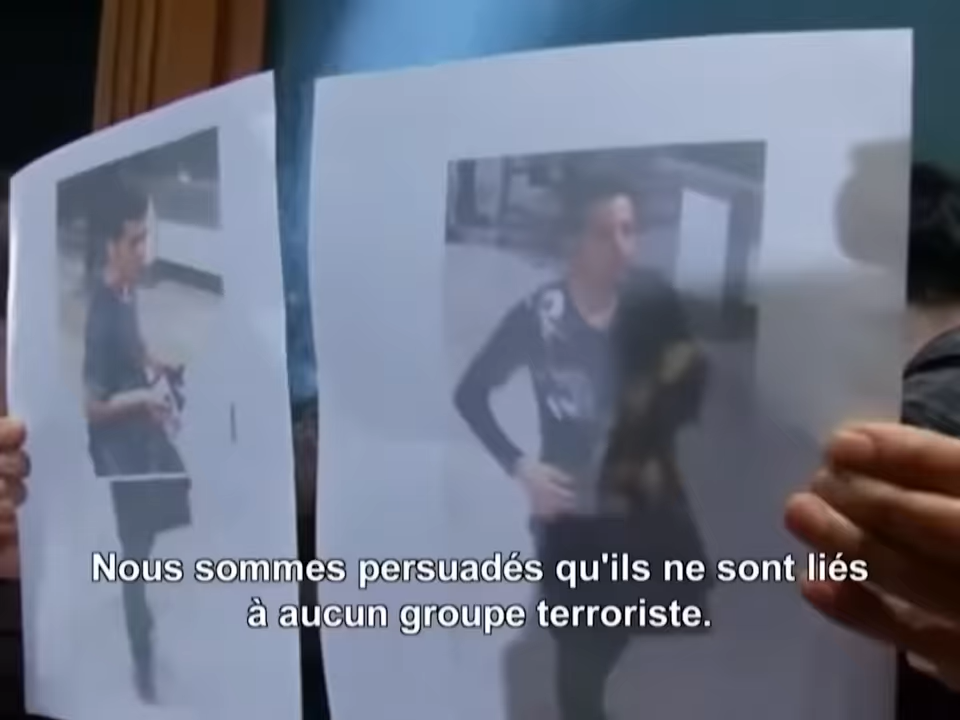 Nous sommes persuadés qu'ils ne sont liés
à aucun groupe terroriste.